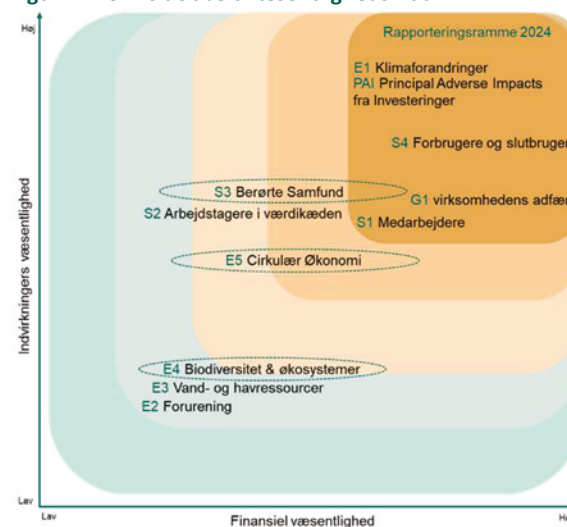 Høj
Rapporteringsramme 2024
E1 Klimaforandringer
PAI Principal Adverse Impacts
fra Investeringer
S4 Forbrugere og slutbruger
S3 Berørte Samfund
G1 virksomhedens adfær
S2 Arbejdstagere i værdikæden
S1 Medarbejdere
E5 Cirkulær Økonomi
E4 Biodiversitet & økosystemer
E3 Vand- og havressourcer
E2 Forurening
Indvirkningers væsentlighed
Lav
Lav
Finansiel væsentlighed